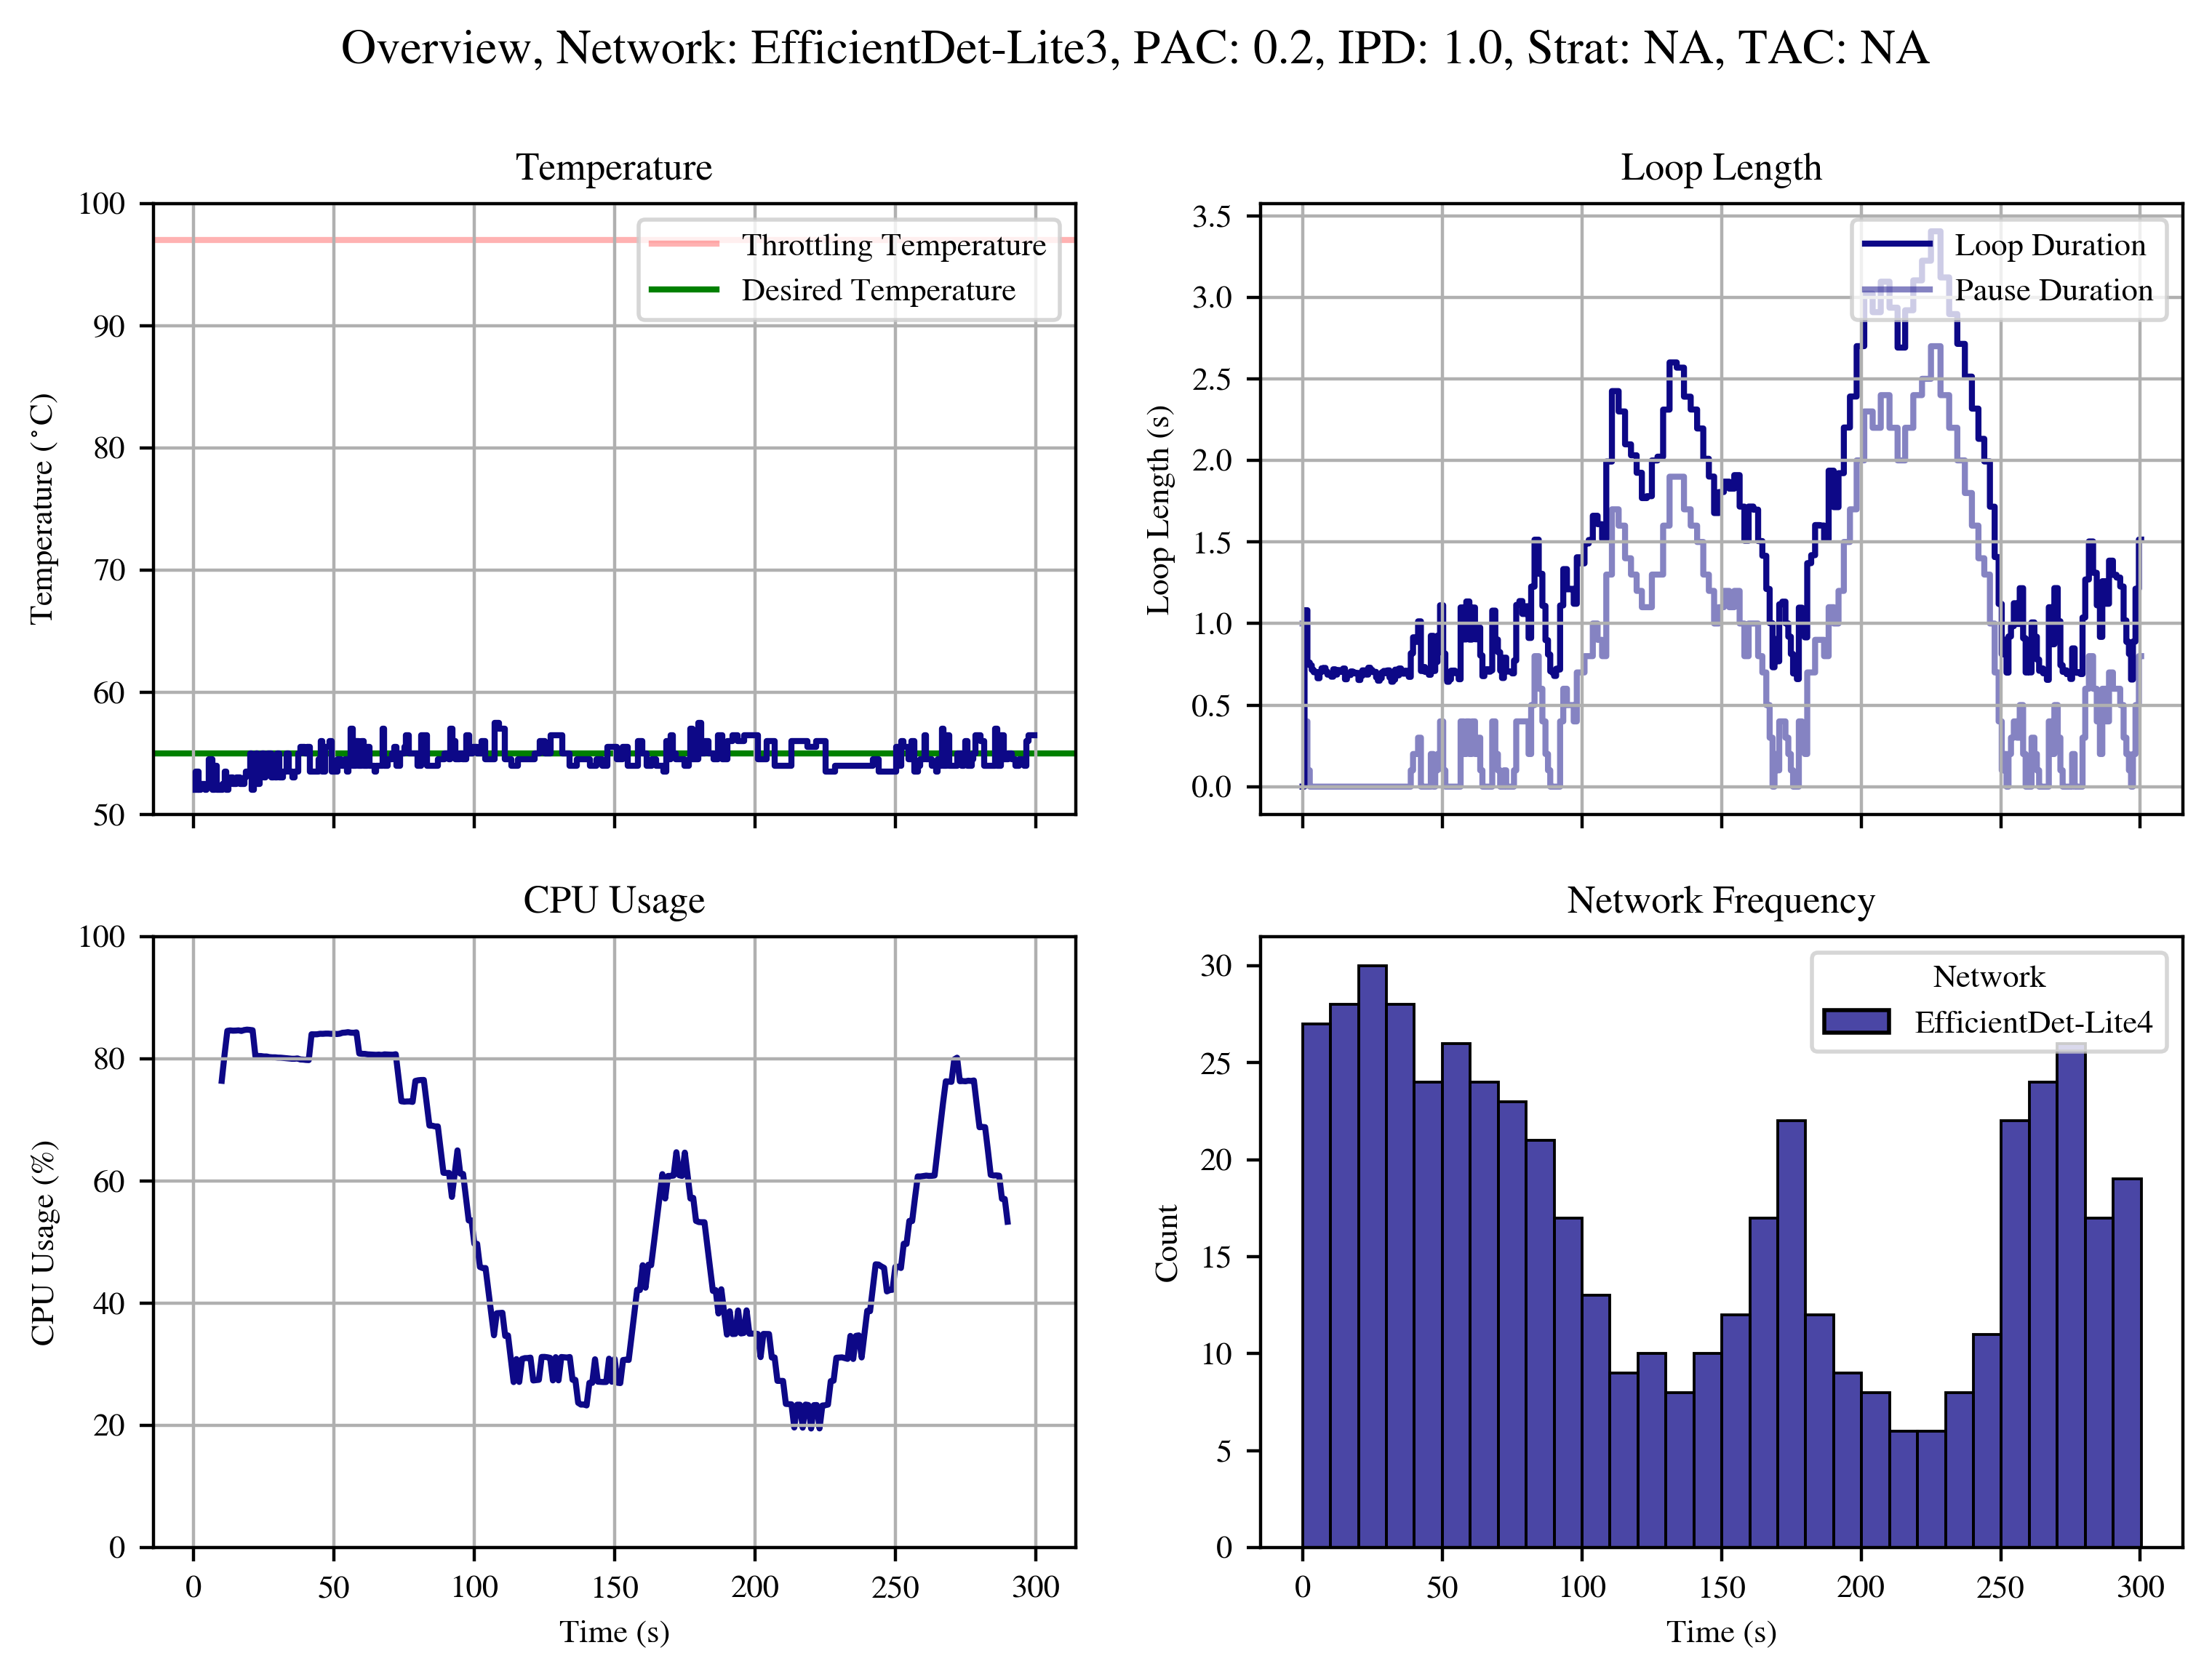 Overview, Network: EfficientDet-Lite3, PAC: 0.2, IPD: 1.0, Strat: NA, TAC: NA
Temperature
100
90
80
70
60
50
Temperature (°C)
Throttling Temperature
Desired Temperature
Loop Length
3.5
3.0
2.5
2.0
1.5
1.0
0.5
0.0
Loop Length (s)
Loop Duration
Pause Duration
CPU Usage
100
80
60
40
20
0
CPU Usage (%)
0 50 100 150 200 250 300
Time (s)
Network Frequency
30
25
20
15
10
5
0
Count
Network
EfficientDet-Lite4
0 50 100 150 200 250 300
Time (s)